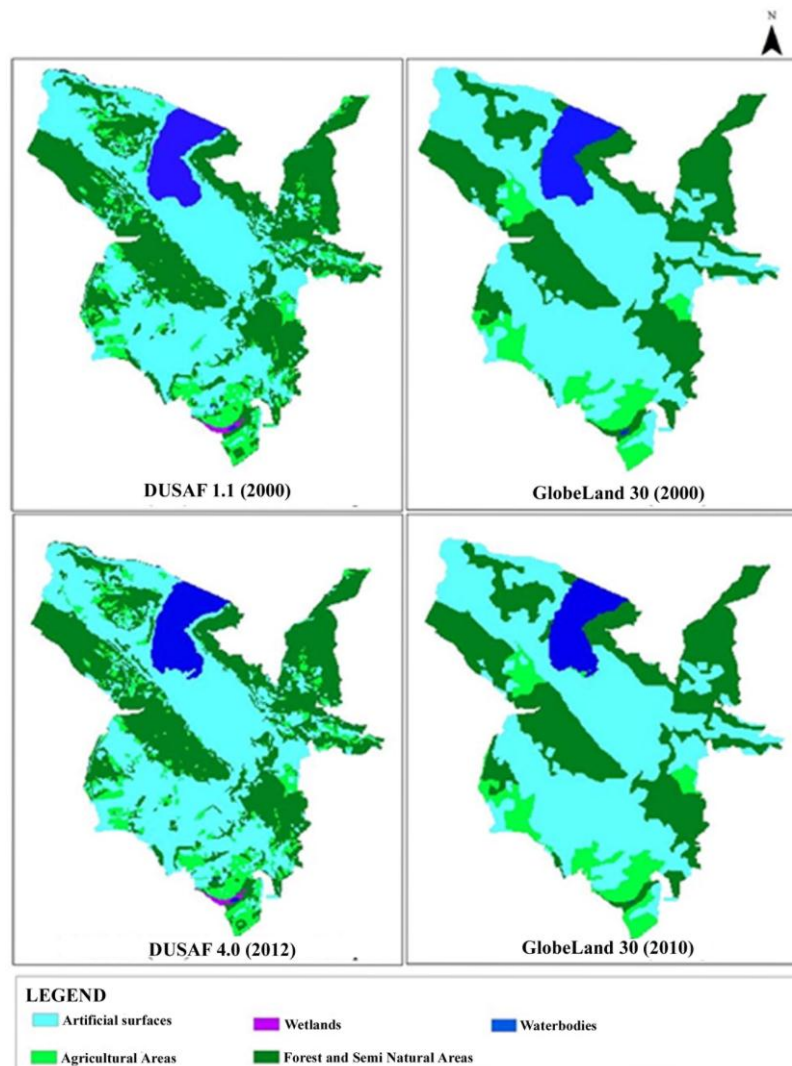 N
DUSAF 1.1 (2000)
GlobeLand 30 (2000)
DUSAF 4.0 (2012)
GlobeLand 30 (2010)
LEGEND
Artificial surfaces
Wetlands
Waterbodies
Agricultural Areas
Forest and Semi Natural Areas